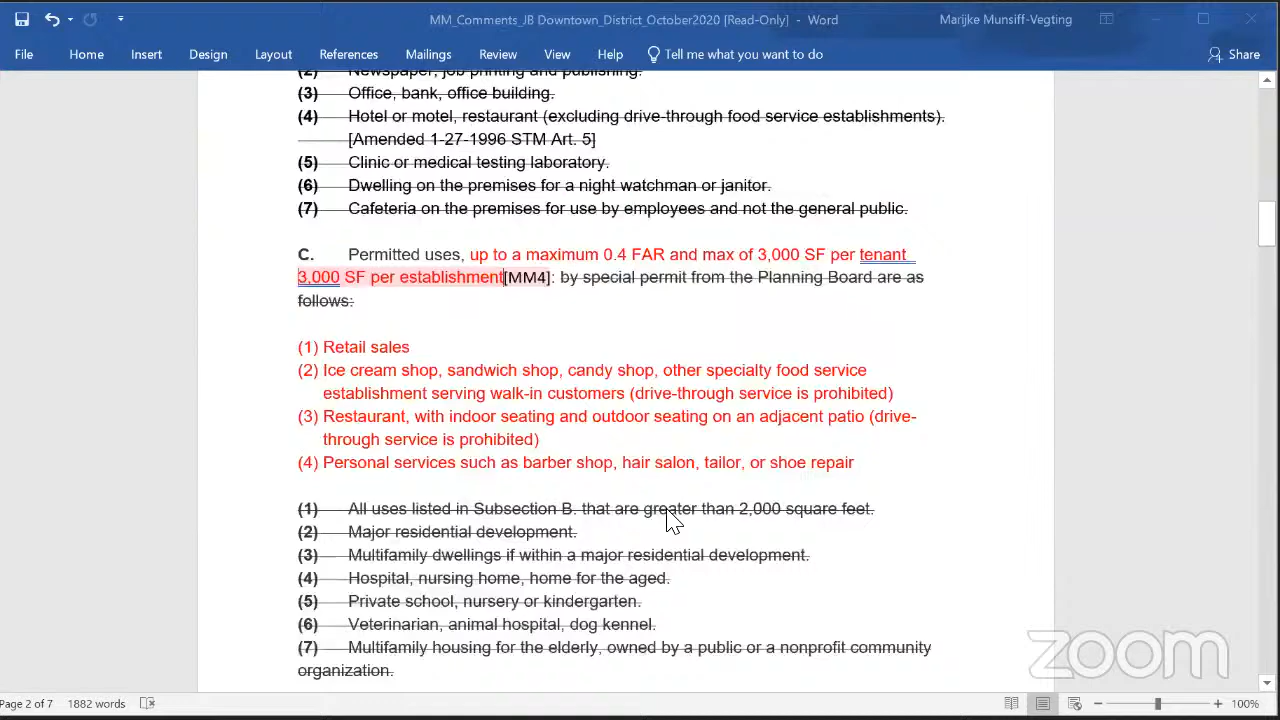 MM_Comments_JB Downtown_District_October2020 [Read-Only] - Word
Marijke Munsiff-Vegting
File Home Insert Design Layout References Mailings Review View Help Tell me what you want to do Share
(2) Newspaper, job printing and publishing.
(3) Office, bank, office building.
(4) Hotel or motel, restaurant (excluding drive-through food service establishments).
[Amended 1-27-1996 STM Art. 5]
(5) Clinic or medical testing laboratory.
(6) Dwelling on the premises for a night watchman or janitor.
(7) Cafeteria on the premises for use by employees and not the general public.
C. Permitted uses, up to a maximum 0.4 FAR and max of 3,000 SF per tenant
3,000 SF per establishment[MM4]: by special permit from the Planning Board are as
follows:
(1) Retail sales
(2) Ice cream shop, sandwich shop, candy shop, other specialty food service
establishment serving walk-in customers (drive-through service is prohibited)
(3) Restaurant, with indoor seating and outdoor seating on an adjacent patio (drive-
through service is prohibited)
(4) Personal services such as barber shop, hair salon, tailor, or shoe repair
(1) All uses listed in Subsection B. that are greater than 2,000 square feet.
(2) Major residential development.
(3) Multifamily dwellings if within a major residential development.
(4) Hospital, nursing home, home for the aged.
(5) Private school, nursery or kindergarten.
(6) Veterinarian, animal hospital, dog kennel.
(7) Multifamily housing for the elderly, owned by a public or a nonprofit community
organization.
zoom
Page 2 of 7 1882 words 100%